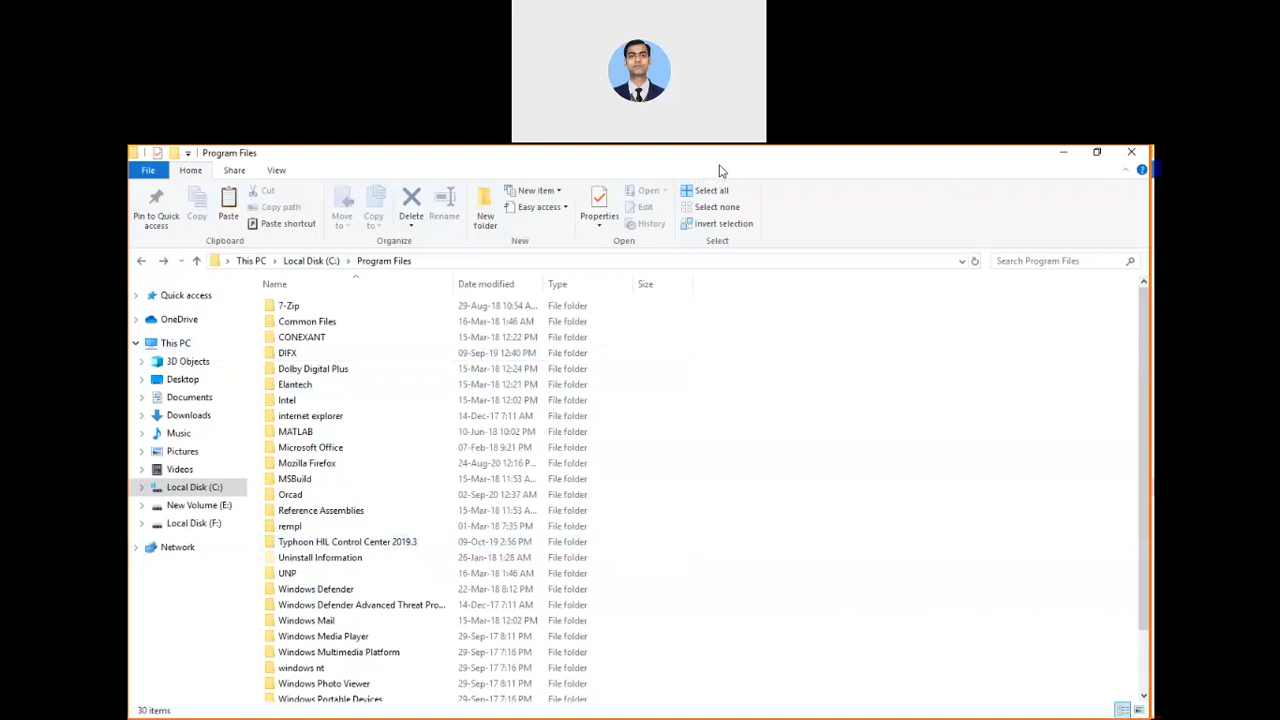 Program Files
File Home Share View
Pin to Quick access
Copy
Paste
Cut
Copy path
Paste shortcut
Clipboard
Move to
Copy to
Delete
Rename
Organize
New folder
New item
Easy access
New
Properties
Open
Edit
History
Open
Select all
Select none
Invert selection
Select
This PC > Local Disk (C:) > Program Files
Search Program Files
Quick access
OneDrive
This PC
3D Objects
Desktop
Documents
Downloads
Music
Pictures
Videos
Local Disk (C:)
New Volume (E:)
Local Disk (F:)
Network
Name Date modified Type Size
7-Zip 29-Aug-18 10:54 A... File folder
Common Files 16-Mar-18 1:46 AM File folder
CONEXANT 15-Mar-18 12:22 PM File folder
DIFX 09-Sep-19 12:40 PM File folder
Dolby Digital Plus 15-Mar-18 12:24 PM File folder
Elantech 15-Mar-18 12:21 PM File folder
Intel 15-Mar-18 12:02 PM File folder
internet explorer 14-Dec-17 7:11 AM File folder
MATLAB 10-Jun-18 10:02 PM File folder
Microsoft Office 07-Feb-18 9:21 PM File folder
Mozilla Firefox 24-Aug-20 12:16 P... File folder
MSBuild 15-Mar-18 11:53 A... File folder
Orcad 02-Sep-20 12:37 AM File folder
Reference Assemblies 15-Mar-18 11:53 A... File folder
rempl 01-Mar-18 7:35 PM File folder
Typhoon HIL Control Center 2019.3 09-Oct-19 2:56 PM File folder
Uninstall Information 26-Jan-18 1:28 AM File folder
UNP 16-Mar-18 1:46 AM File folder
Windows Defender 22-Mar-18 8:12 PM File folder
Windows Defender Advanced Threat Pro... 14-Dec-17 7:11 AM File folder
Windows Mail 15-Mar-18 12:02 PM File folder
Windows Media Player 29-Sep-17 8:11 PM File folder
Windows Multimedia Platform 29-Sep-17 7:16 PM File folder
windows nt 29-Sep-17 7:16 PM File folder
Windows Photo Viewer 29-Sep-17 8:11 PM File folder
Windows Portable Devices 29-Sep-17 7:16 PM File folder
30 items